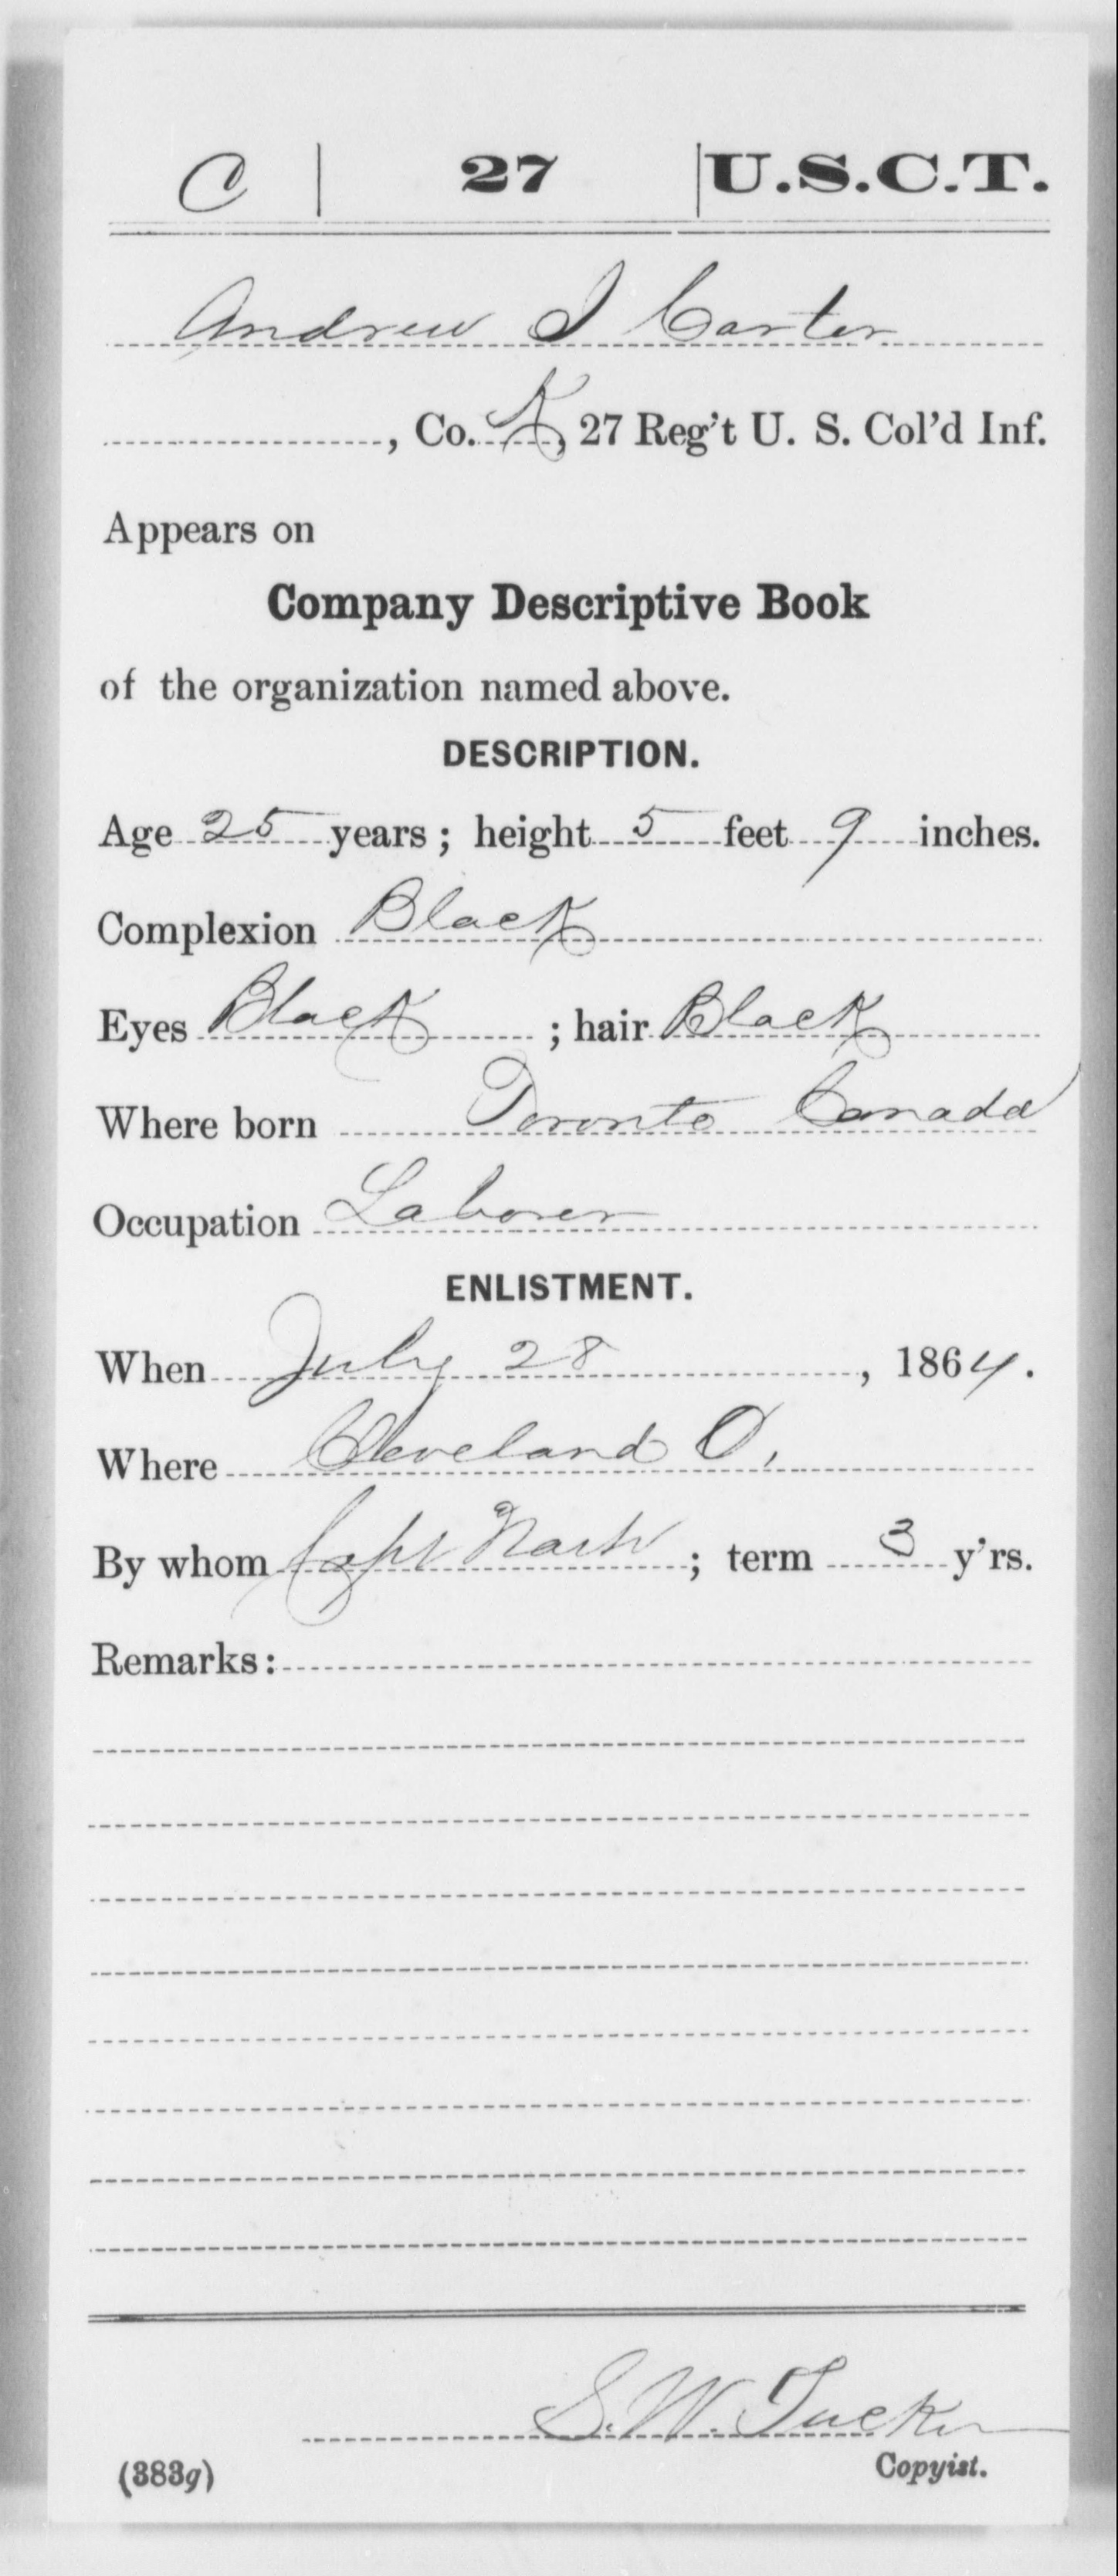 C | 27 | U.S.C.T.
Andrew I Carter
, Co. K, 27 Reg't U. S. Col'd Inf.
Appears on
Company Descriptive Book
of the organization named above.
DESCRIPTION.
Age 25 years; height 5 feet 9 inches.
Complexion Black
Eyes Black ; hair Black
Where born Toronto Canada
Occupation Laborer
ENLISTMENT.
When July 28, 1864.
Where Cleveland O.
By whom Capt Nash; term 3 y'rs.
Remarks:
S. W. Tucker
Copyist.
(383g)